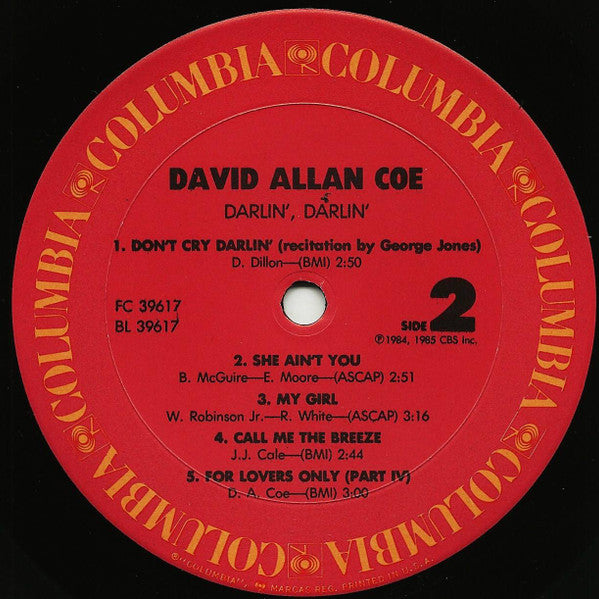 COLUMBIA COLUMBIA COLUMBIA COLUMBIA COLUMBIA COLUMBIA COLUMBIA
DAVID ALLAN COE
DARLIN', DARLIN'
1. DON'T CRY DARLIN' (recitation by George Jones)
D. Dillon—(BMI) 2:50
FC 39617
BL 39617
SIDE 2
℗1984, 1985 CBS Inc.
2. SHE AIN'T YOU
B. McGuire—E. Moore—(ASCAP) 2:51
3. MY GIRL
W. Robinson Jr.—R. White—(ASCAP) 3:16
4. CALL ME THE BREEZE
J.J. Cale—(BMI) 2:44
5. FOR LOVERS ONLY (PART IV)
D. A. Coe—(BMI) 3:00
®"COLUMBIA", MARCAS REG. PRINTED IN U.S.A.